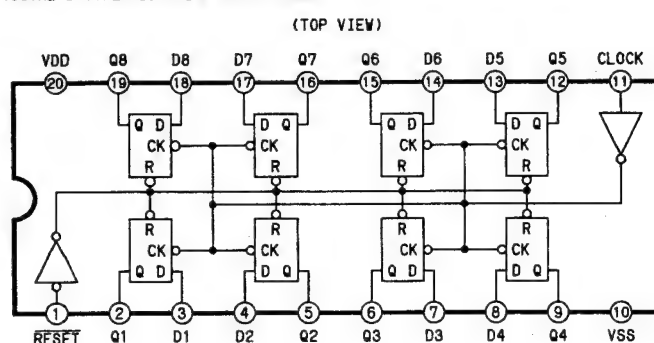 (TOP VIEW)
VDD Q8 D8 D7 Q7 Q6 D6 D5 Q5 CLOCK
20 19 18 17 16 15 14 13 12 11
Q D D Q Q D D Q
CK CK CK CK
R R R R
R R R R
CK CK CK CK
Q D D Q Q D D Q
1 2 3 4 5 6 7 8 9 10
RESET Q1 D1 D2 Q2 Q3 D3 D4 Q4 VSS